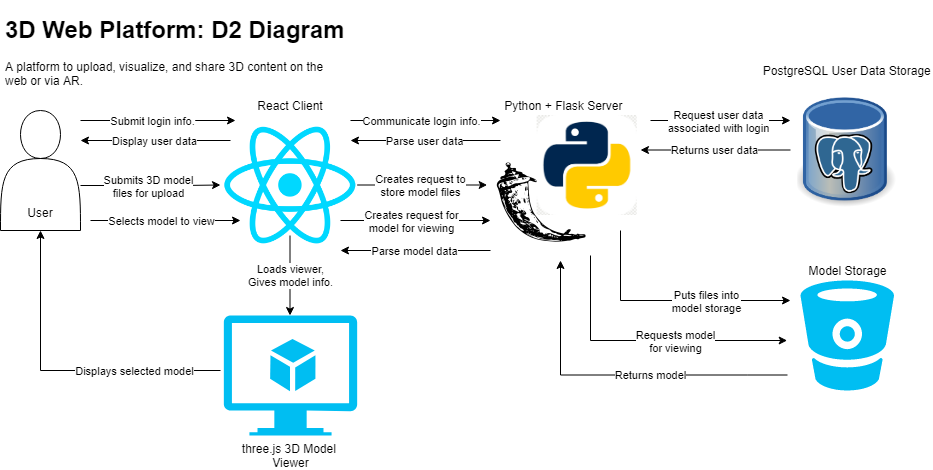 3D Web Platform: D2 Diagram
A platform to upload, visualize, and share 3D content on the
web or via AR.
PostgreSQL User Data Storage
React Client
Python + Flask Server
Submit login info.
Communicate login info.
Request user data
associated with login
Display user data
Parse user data
Returns user data
Submits 3D model
files for upload
Creates request to
store model files
User
Selects model to view
Creates request for
model for viewing
Parse model data
Loads viewer,
Gives model info.
Model Storage
Puts files into
model storage
Requests model
for viewing
Displays selected model
Returns model
three.js 3D Model
Viewer